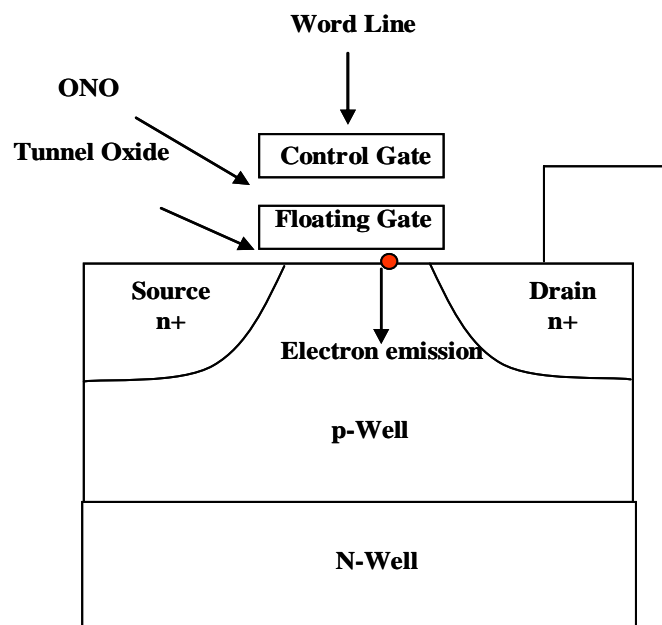 Word Line
ONO
Tunnel Oxide
Control Gate
Floating Gate
Source
n+
Drain
n+
Electron emission
p-Well
N-Well